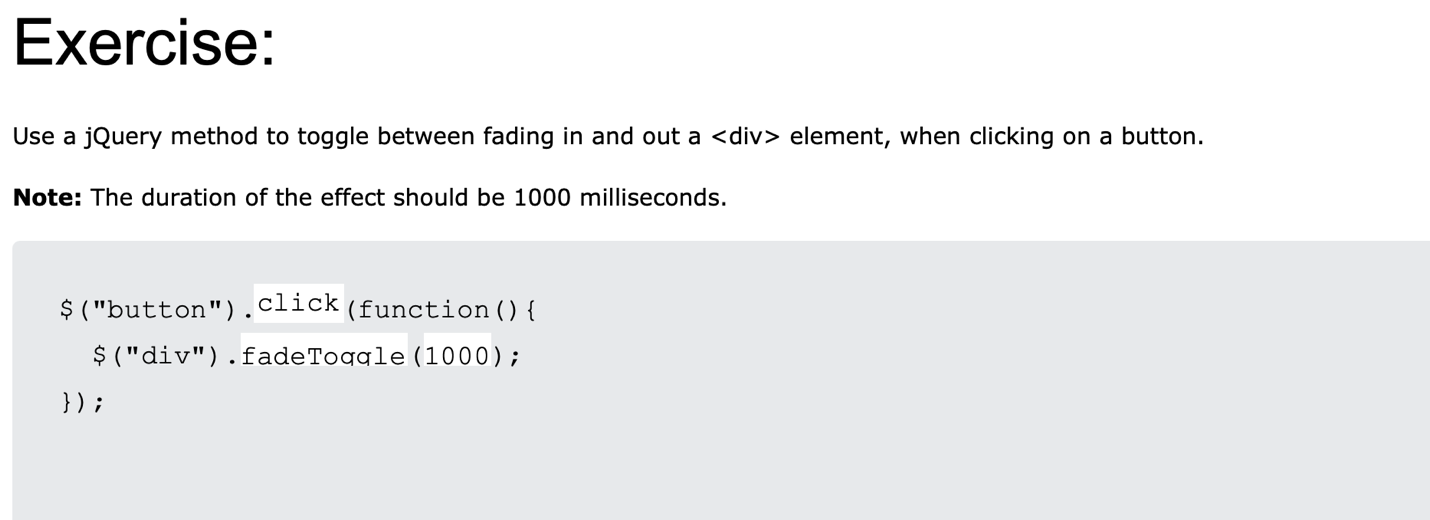 Exercise:
Use a jQuery method to toggle between fading in and out a <div> element, when clicking on a button.
Note: The duration of the effect should be 1000 milliseconds.
$("button").click(function(){
$("div").fadeToggle(1000);
});